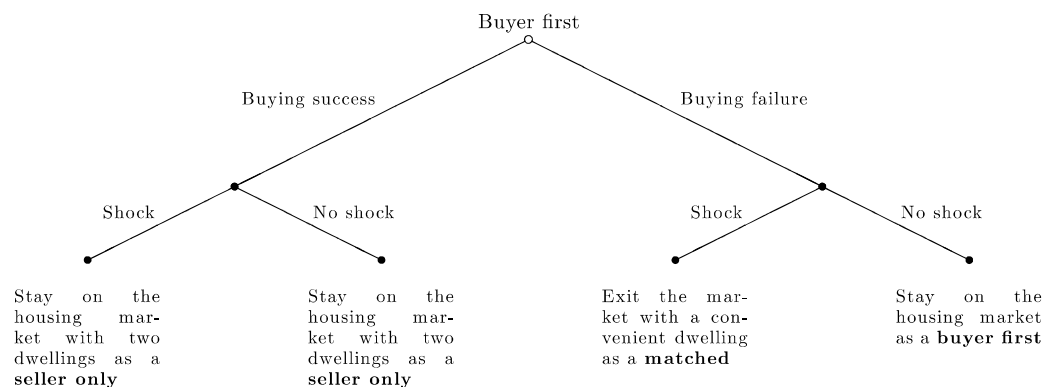 Buyer first
Buying success
Buying failure
Shock
No shock
Shock
No shock
Stay on the
housing mar-
ket with two
dwellings as a
seller only
Stay on the
housing mar-
ket with two
dwellings as a
seller only
Exit the mar-
ket with a con-
venient dwelling
as a matched
Stay on the
housing market
as a buyer first